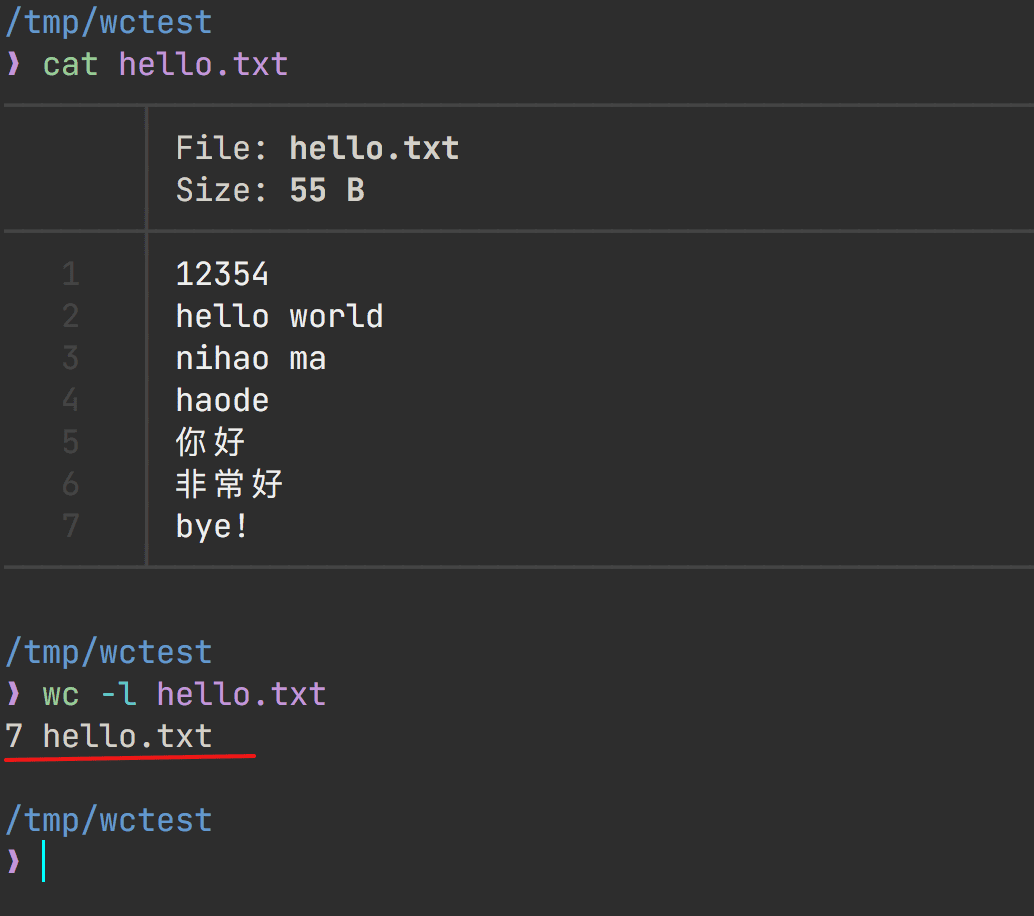 /tmp/wctest
❱ cat hello.txt
File: hello.txt
Size: 55 B
1 12354
2 hello world
3 nihao ma
4 haode
5 你好
6 非常好
7 bye!
/tmp/wctest
❱ wc -l hello.txt
7 hello.txt
/tmp/wctest
❱